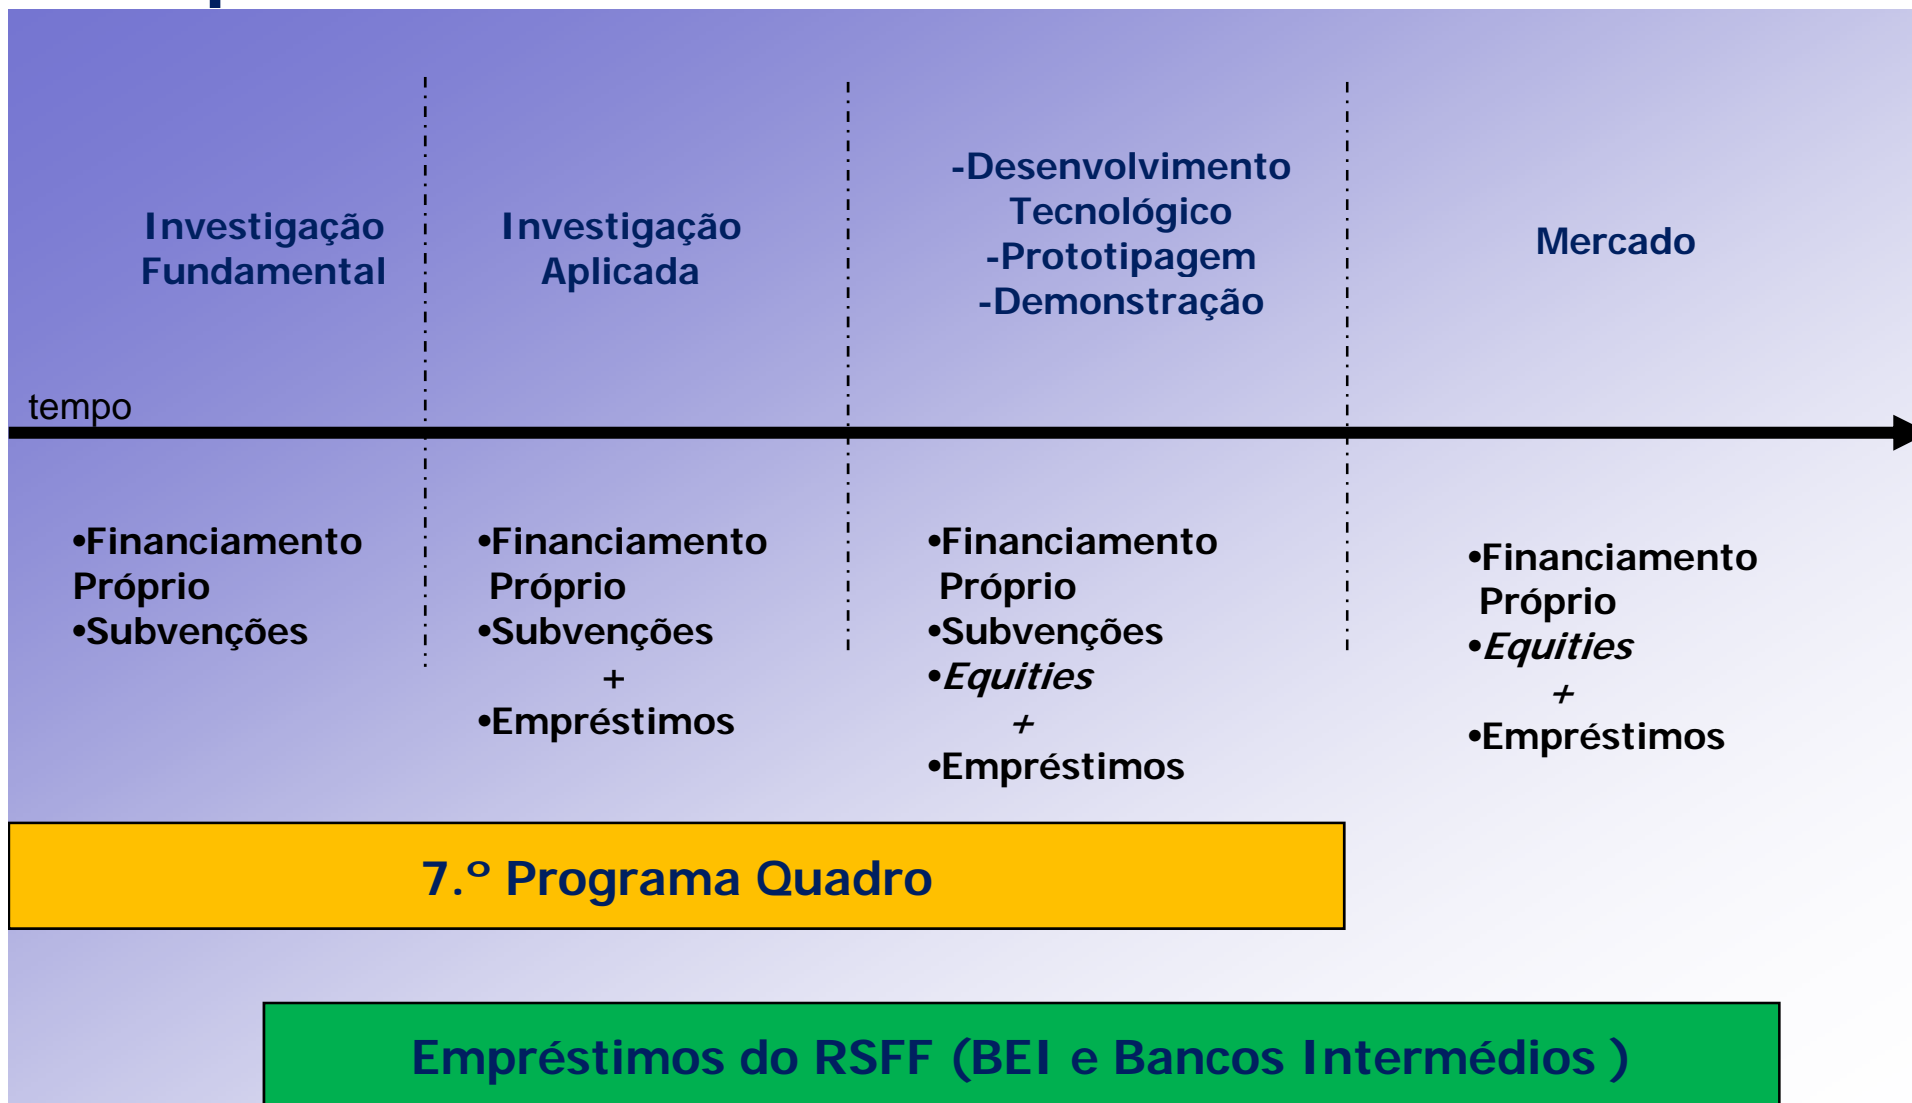 Investigação
Fundamental
Investigação
Aplicada
-Desenvolvimento
Tecnológico
-Prototipagem
-Demonstração
Mercado
tempo
•Financiamento
Próprio
•Subvenções
•Financiamento
Próprio
•Subvenções
+
•Empréstimos
•Financiamento
Próprio
•Subvenções
•Equities
+
•Empréstimos
•Financiamento
Próprio
•Equities
+
•Empréstimos
7.º Programa Quadro
Empréstimos do RSFF (BEI e Bancos Intermédios )